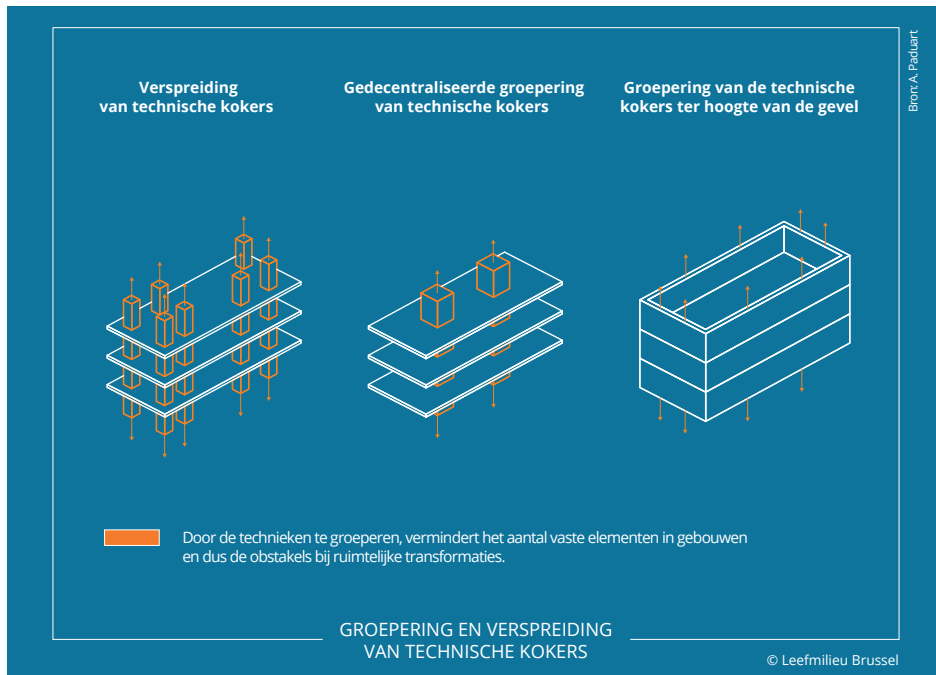 Verspreiding
van technische kokers
Gedecentraliseerde groepering
van technische kokers
Groepering van de technische
kokers ter hoogte van de gevel
Bron: A. Paduart
Door de technieken te groeperen, vermindert het aantal vaste elementen in gebouwen
en dus de obstakels bij ruimtelijke transformaties.
GROEPERING EN VERSPREIDING
VAN TECHNISCHE KOKERS
© Leefmilieu Brussel